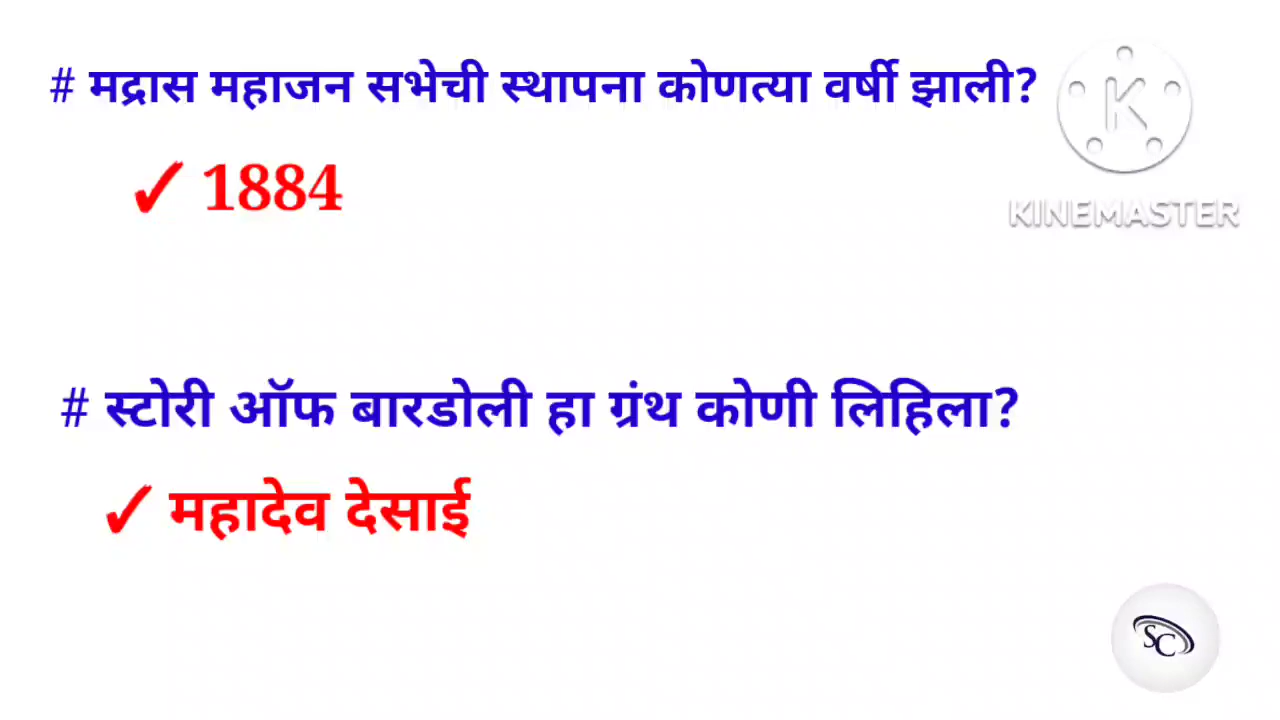 # मद्रास महाजन सभेची स्थापना कोणत्या वर्षी झाली?
K
KINEMASTER
✓ 1884
# स्टोरी ऑफ बारडोली हा ग्रंथ कोणी लिहिला?
✓ महादेव देसाई
SC